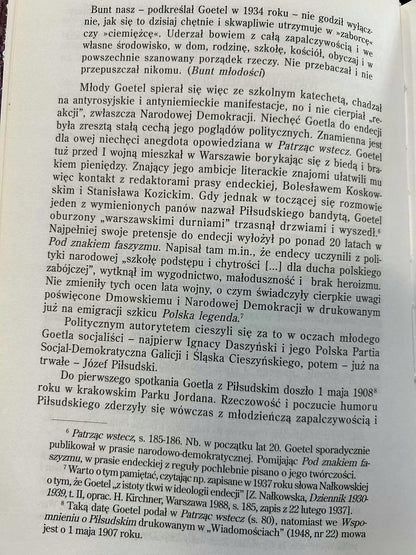 Bunt nasz – podkreślał Goetel w 1934 roku – nie godził wyłącz-
nie, jak się to dzisiaj chętnie i skwapliwie utrzymuje w „zaborcę”
czy »ciemięzcę«. Uderzał bowiem z całą zapalczywością i we
własne środowisko, w dom, rodzinę, szkołę, kościół, obyczaj i w
powszechnie szanowany porządek rzeczy. Nie przebaczał i nie
przepuszczał nikomu. (Bunt młodości)
Młody Goetel spierał się więc ze szkolnym katechetą, chadzał
na antyrosyjskie i antyniemieckie manifestacje, no i nie cierpiał „re-
akcji”, zwłaszcza Narodowej Demokracji. Niechęć Goetla do endecji
była zresztą stałą cechą jego poglądów politycznych. Znamienna jest
dla owej niechęci anegdota opowiedziana w Patrząc wstecz. Goetel
tuż przed I wojną mieszkał w Warszawie borykając się z biedą i bra-
kiem pieniędzy. Znający jego ambicje literackie znajomi ułatwili mu
więc kontakt z redaktorami prasy endeckiej, Bolesławem Koskow-
skim i Stanisława Kozickim. Gdy jednak w toczącej się rozmowie
jeden z wymienionych panów nazwał Piłsudskiego bandytą, Goetel
oburzony „warszawskimi durniami” trzasnął drzwiami i wyszedł.⁶
Najpełniej swoje pretensje do endecji wyłożył po ponad 20 latach w
Pod znakiem faszyzmu. Napisał tam m.in., że endecy uczynili z poli-
tyki narodowej „szkołę podstępu i chytrości [...] dla ducha polskiego
zabójczej”, wytknął im wygodnictwo, małoduszność i brak heroizmu.
Nie zmieniły tych ocen lata wojny, o czym świadczyły cierpkie uwagi
poświęcone Dmowskiemu i Narodowej Demokracji w drukowanym
już na emigracji szkicu Polska legenda.⁷
Politycznym autorytetem cieszyli się za to w oczach młodego
Goetla socjaliści – najpierw Ignacy Daszyński i jego Polska Partia
Socjal-Demokratyczna Galicji i Śląska Cieszyńskiego, potem – już na
trwałe – Józef Piłsudski.
Do pierwszego spotkania Goetla z Piłsudskim doszło 1 maja 1908⁸
roku w krakowskim Parku Jordana. Rzeczowość i poczucie humoru
Piłsudskiego zderzyły się wówczas z młodzieńczą zapalczywością i
⁶ Patrząc wstecz, s. 185-186. Nb. w początku lat 20. Goetel sporadycznie
publikował w prasie narodowo-demokratycznej. Pomijając Pod znakiem fa-
szyzmu, w prasie endeckiej z reguły pochlebnie pisano o jego twórczości.
⁷ Warto o tym pamiętać, czytając np. zapisane w 1937 roku słowa Nałkowskiej
o tym, że Goetel „z istoty tkwi w ideologii endecji” [Z. Nałkowska, Dziennik 1930-
1939, t. II, oprac. H. Kirchner, Warszawa 1988, s. 185, zapis z 22 lutego 1937].
⁸ Taką datę Goetel podał w Patrząc wstecz (s. 80), natomiast we Wspo-
mnieniu o Piłsudskim drukowanym w „Wiadomościach” (1948, nr 22) mowa
jest o 1 maja 1907 roku.